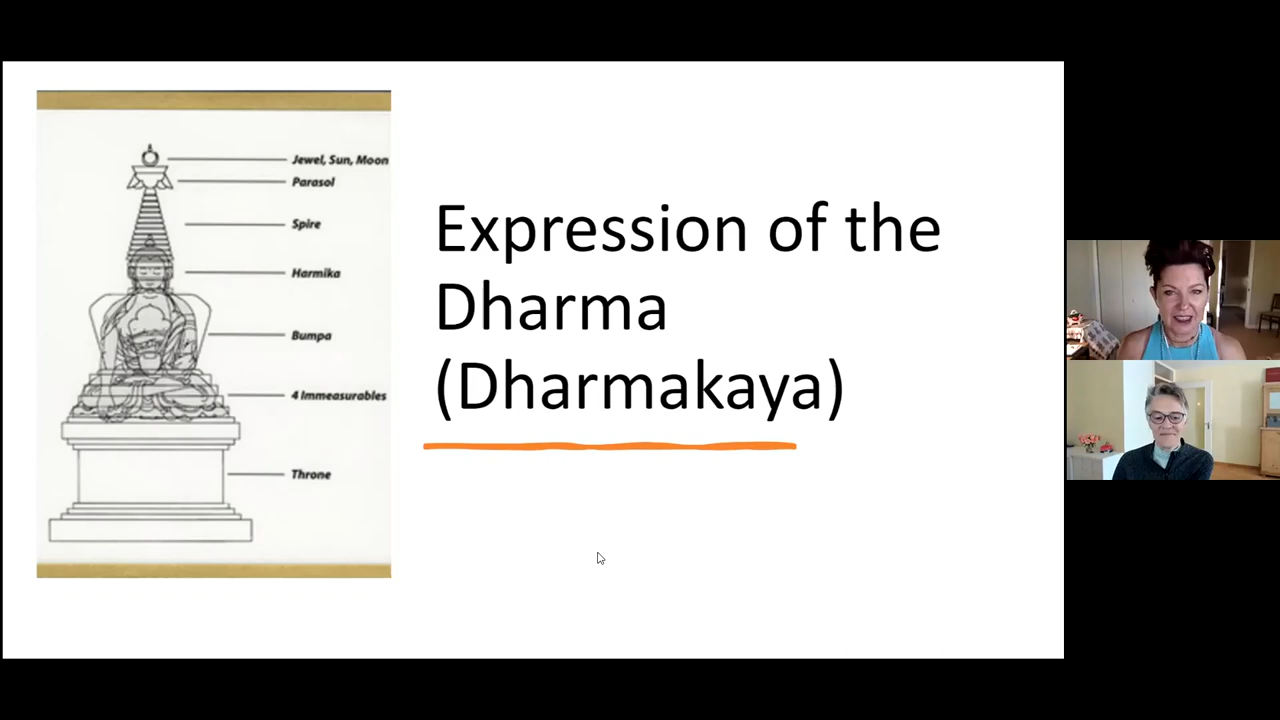 Jewel, Sun, Moon
Parasol
Spire
Harmika
Bumpa
4 Immeasurables
Throne
Expression of the
Dharma
(Dharmakaya)